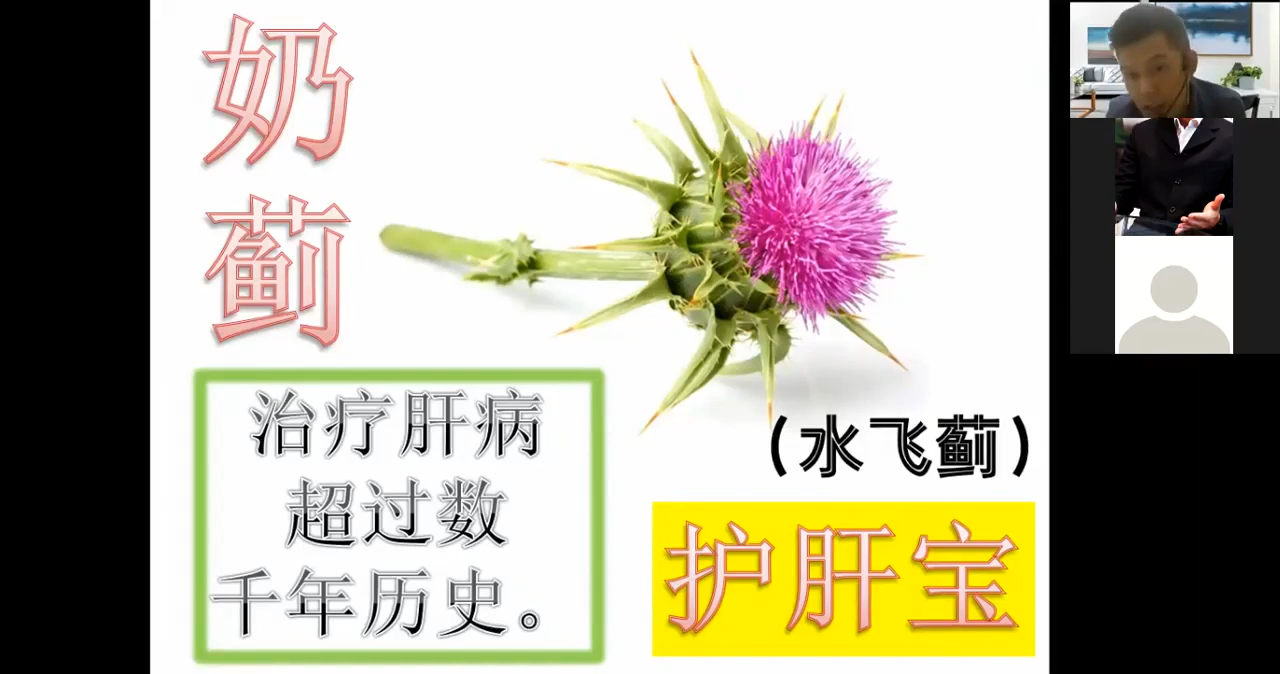 奶
蓟
治疗肝病
超过数
千年历史。
(水飞蓟)
护肝宝